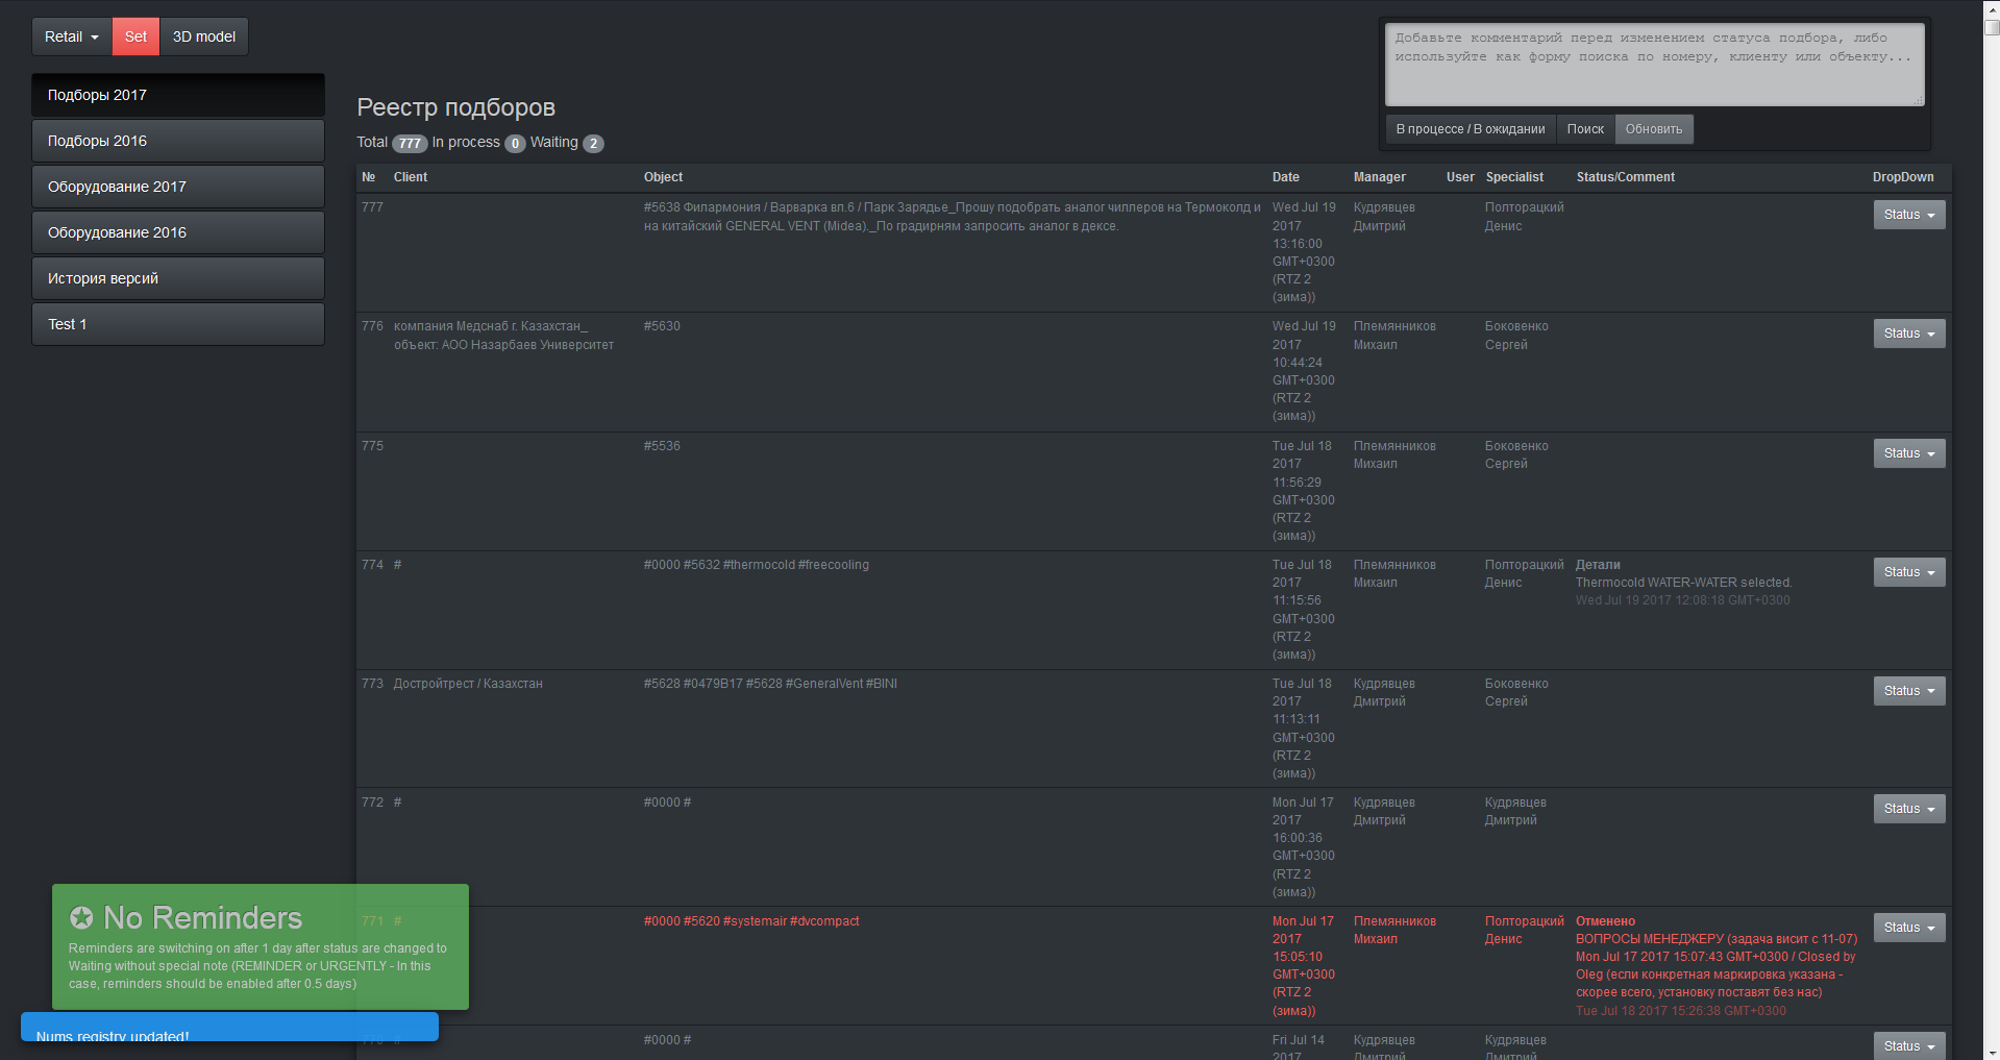 Retail Set 3D model
Добавьте комментарий перед изменением статуса подбора, либо
используйте как форму поиска по номеру, клиенту или объекту...
В процессе / В ожидании Поиск Обновить
Подборы 2017
Подборы 2016
Оборудование 2017
Оборудование 2016
История версий
Test 1
Реестр подборов
Total 777 In process 0 Waiting 2
№ Client Object Date Manager User Specialist Status/Comment DropDown
777 #5638 Филармония / Варварка вл.6 / Парк Зарядье_Прошу подобрать аналог чиллеров на Термоколд и Wed Jul 19 Кудрявцев Полторацкий Status
на китайский GENERAL VENT (Midea)._По градирням запросить аналог в дексе. 2017 Дмитрий Денис
13:16:00
GMT+0300
(RTZ 2
(зима))
776 компания Медснаб г. Казахстан_ #5630 Wed Jul 19 Племянников Боковенко Status
объект: АОО Назарбаев Университет 2017 Михаил Сергей
10:44:24
GMT+0300
(RTZ 2
(зима))
775 #5536 Tue Jul 18 Племянников Боковенко Status
2017 Михаил Сергей
11:56:29
GMT+0300
(RTZ 2
(зима))
774 # #0000 #5632 #thermocold #freecooling Tue Jul 18 Племянников Полторацкий Детали Status
2017 Михаил Денис Thermocold WATER-WATER selected.
11:15:56 Wed Jul 19 2017 12:08:18 GMT+0300
GMT+0300
(RTZ 2
(зима))
773 Достройтрест / Казахстан #5628 #0479B17 #5628 #GeneralVent #BINI Tue Jul 18 Кудрявцев Боковенко Status
2017 Дмитрий Сергей
11:13:11
GMT+0300
(RTZ 2
(зима))
772 # #0000 # Mon Jul 17 Кудрявцев Кудрявцев Status
2017 Дмитрий Дмитрий
16:00:36
GMT+0300
(RTZ 2
(зима))
771 # #0000 #5620 #systemair #dvcompact Mon Jul 17 Племянников Полторацкий Отменено Status
2017 Михаил Денис ВОПРОСЫ МЕНЕДЖЕРУ (задача висит с 11-07)
15:05:10 Mon Jul 17 2017 15:07:43 GMT+0300 / Closed by
GMT+0300 Oleg (если конкретная маркировка указана -
(RTZ 2 скорее всего, установку поставят без нас)
(зима)) Tue Jul 18 2017 15:26:38 GMT+0300
#0000 # Fri Jul 14 Кудрявцев Кудрявцев Status
2017 Дмитрий Дмитрий
No Reminders
Reminders are switching on after 1 day after status are changed to
Waiting without special note (REMINDER or URGENTLY - In this
case, reminders should be enabled after 0.5 days)
Nums registry updated!